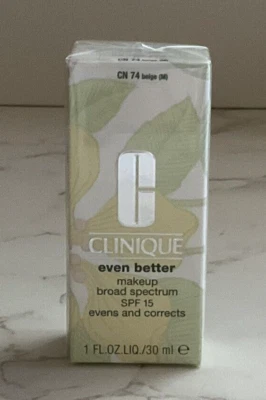 CN 74 beige (M)
CLINIQUE
even better
makeup
broad spectrum
SPF 15
evens and corrects
1 FL.OZ.LIQ./30 ml e